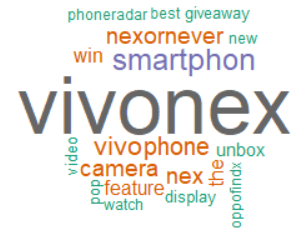 phoneradar best giveaway
nexornever new
win smartphon
vivonex
video vivophone unbox
camera nex the
pop feature display
watch oppofindx